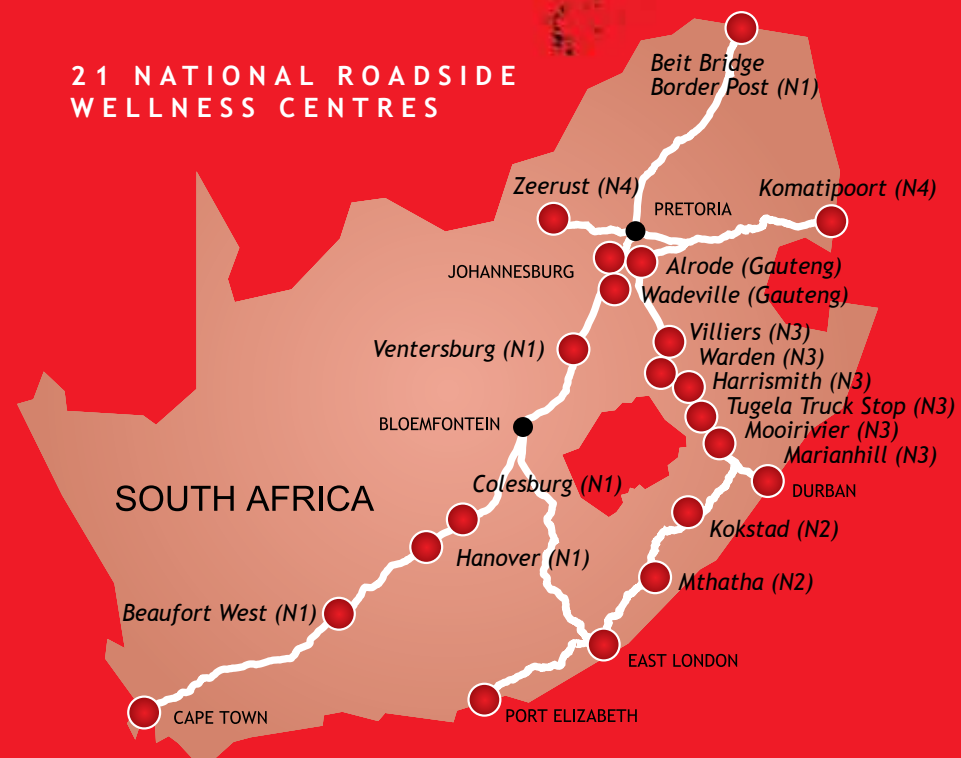 21 NATIONAL ROADSIDE
WELLNESS CENTRES
Beit Bridge
Border Post (N1)
Zeerust (N4)
Komatipoort (N4)
PRETORIA
JOHANNESBURG
Alrode (Gauteng)
Wadeville (Gauteng)
Villiers (N3)
Ventersburg (N1)
Warden (N3)
Harrismith (N3)
Tugela Truck Stop (N3)
BLOEMFONTEIN
Mooirivier (N3)
Marianhill (N3)
Colesburg (N1)
DURBAN
SOUTH AFRICA
Kokstad (N2)
Hanover (N1)
Mthatha (N2)
Beaufort West (N1)
EAST LONDON
CAPE TOWN
PORT ELIZABETH